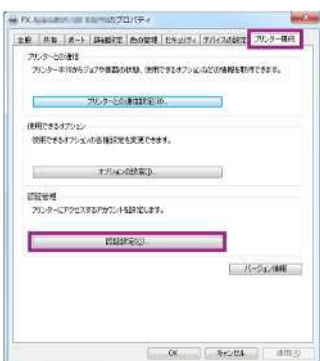 のプロパティ
全般 共有 ポート 詳細設定 色の管理 セキュリティ デバイスの設定 プリンター構成
プリンターとの通信
プリンター本体からジョブや機器の状態、使用できるオプションなどの情報を取得できます。
プリンターとの通信設定(W)...
使用できるオプション
使用できるオプションの各種設定を変更できます。
オプションの設定(I)...
認証管理
プリンターにアクセスするアカウントを設定します。
認証設定(Z)...
バージョン情報
OK キャンセル 適用(A)